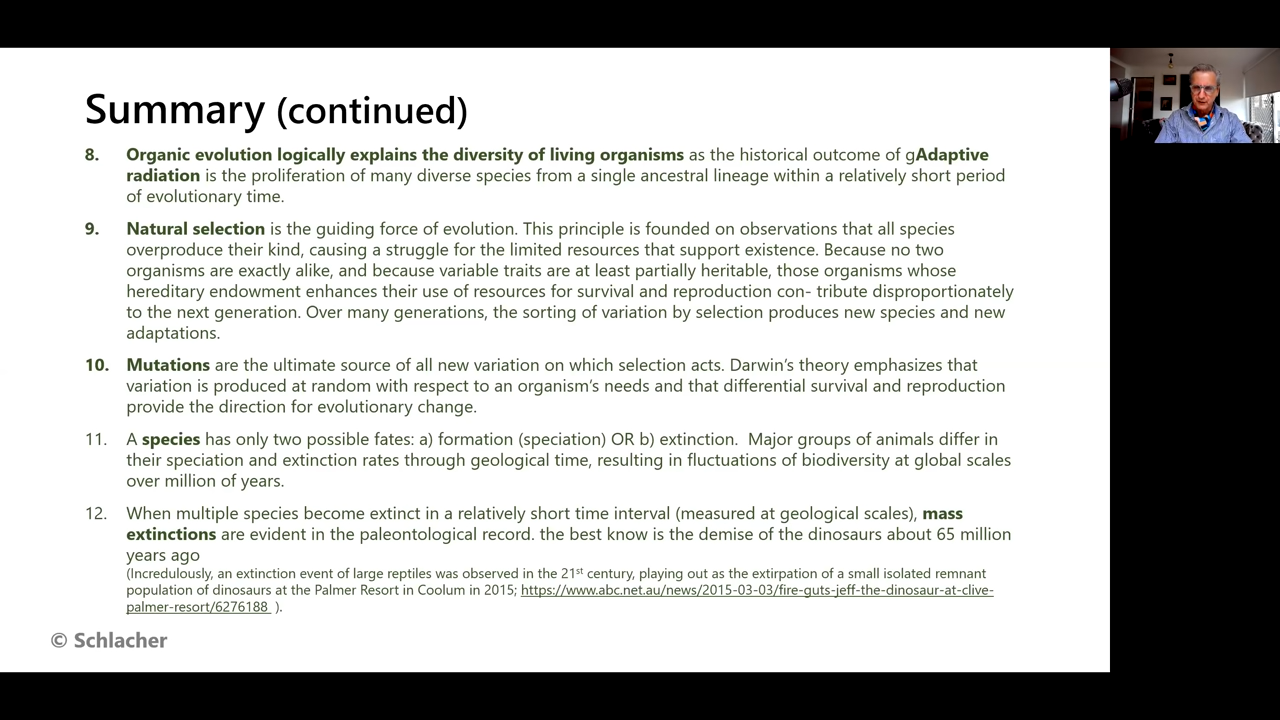 Summary (continued)
8. Organic evolution logically explains the diversity of living organisms as the historical outcome of gAdaptive
radiation is the proliferation of many diverse species from a single ancestral lineage within a relatively short period
of evolutionary time.
9. Natural selection is the guiding force of evolution. This principle is founded on observations that all species
overproduce their kind, causing a struggle for the limited resources that support existence. Because no two
organisms are exactly alike, and because variable traits are at least partially heritable, those organisms whose
hereditary endowment enhances their use of resources for survival and reproduction con- tribute disproportionately
to the next generation. Over many generations, the sorting of variation by selection produces new species and new
adaptations.
10. Mutations are the ultimate source of all new variation on which selection acts. Darwin's theory emphasizes that
variation is produced at random with respect to an organism's needs and that differential survival and reproduction
provide the direction for evolutionary change.
11. A species has only two possible fates: a) formation (speciation) OR b) extinction. Major groups of animals differ in
their speciation and extinction rates through geological time, resulting in fluctuations of biodiversity at global scales
over million of years.
12. When multiple species become extinct in a relatively short time interval (measured at geological scales), mass
extinctions are evident in the paleontological record. the best know is the demise of the dinosaurs about 65 million
years ago
(Incredulously, an extinction event of large reptiles was observed in the 21st century, playing out as the extirpation of a small isolated remnant
population of dinosaurs at the Palmer Resort in Coolum in 2015; https://www.abc.net.au/news/2015-03-03/fire-guts-jeff-the-dinosaur-at-clive-
palmer-resort/6276188 ).
© Schlacher